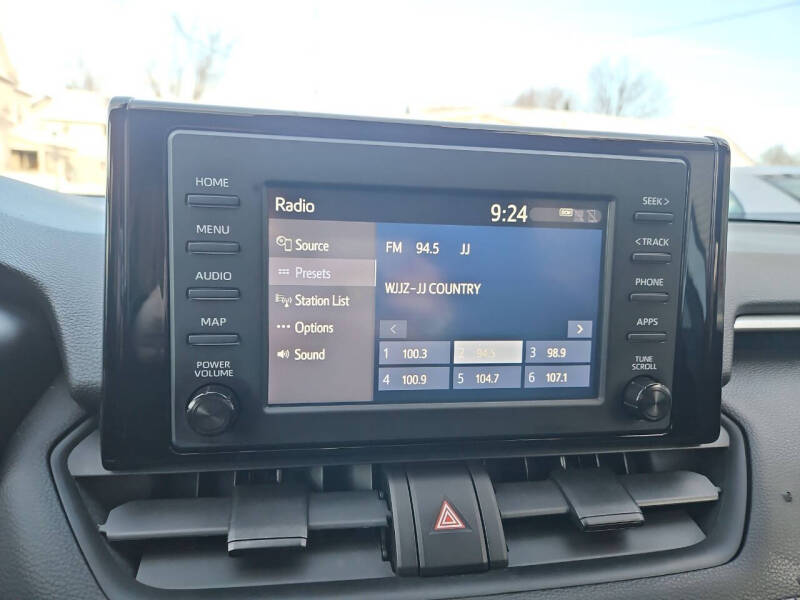 HOME
MENU
AUDIO
MAP
POWER
VOLUME
Radio
9:24
DCM
Source
Presets
Station List
Options
Sound
FM 94.5 JJ
WJJZ-JJ COUNTRY
< >
1 100.3 2 94.5 3 98.9
4 100.9 5 104.7 6 107.1
SEEK >
< TRACK
PHONE
APPS
TUNE
SCROLL